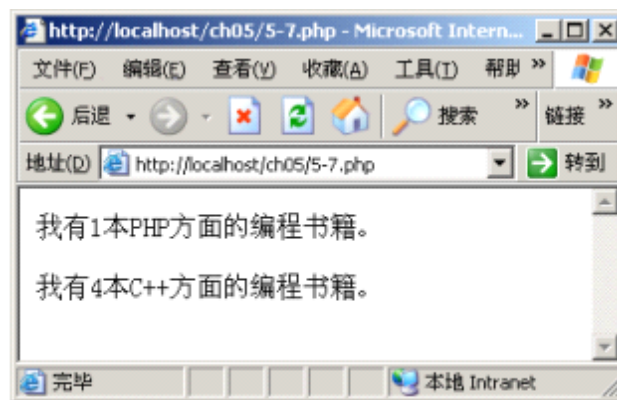 http://localhost/ch05/5-7.php - Microsoft Intern...
文件(F) 编辑(E) 查看(V) 收藏(A) 工具(T) 帮助 »
后退 搜索 » 链接 »
地址(D) http://localhost/ch05/5-7.php 转到
我有1本PHP方面的编程书籍。
我有4本C++方面的编程书籍。
完毕 本地 Intranet